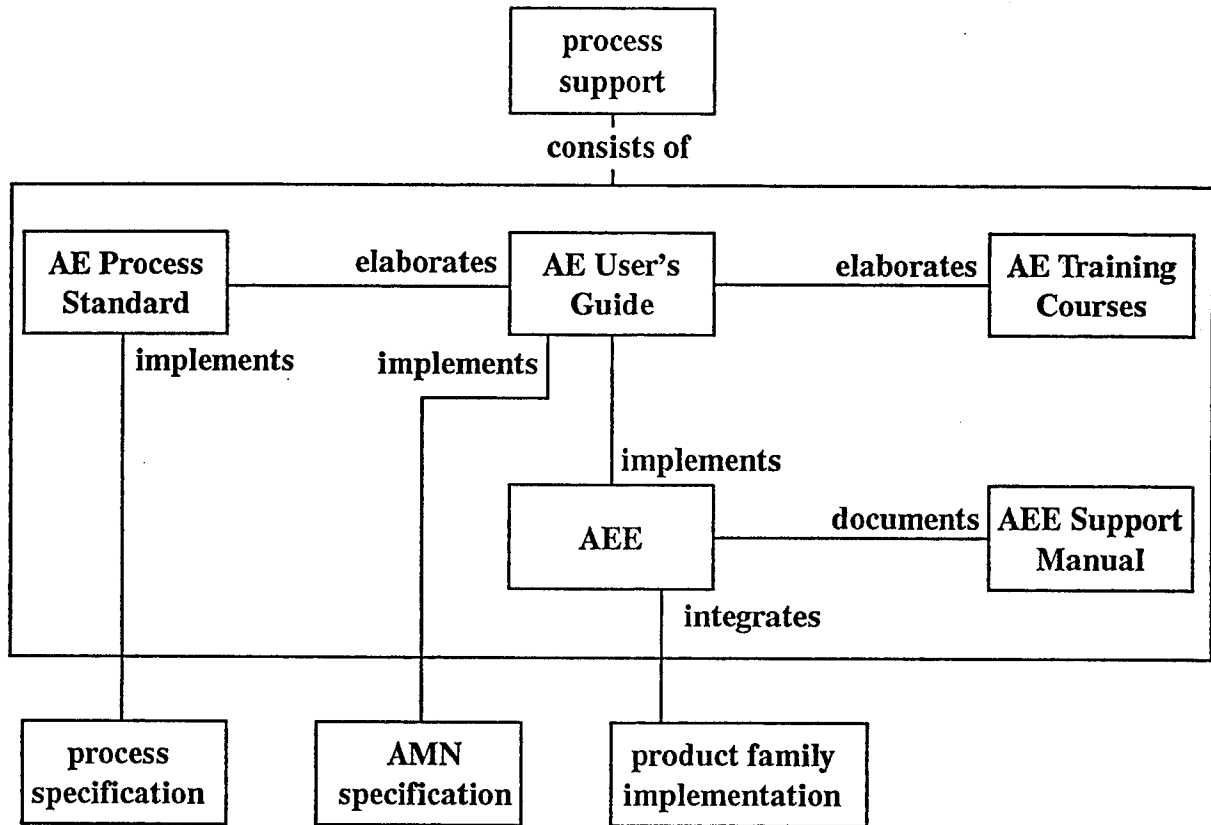 process
support
consists of
AE Process
Standard
elaborates
AE User's
Guide
elaborates
AE Training
Courses
implements
implements
implements
AEE
documents
AEE Support
Manual
integrates
process
specification
AMN
specification
product family
implementation